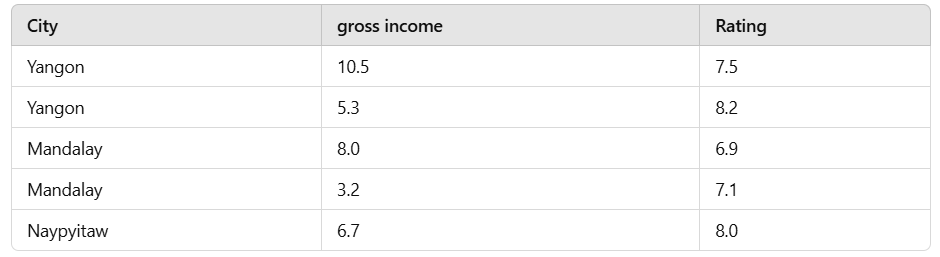 City gross income Rating
Yangon 10.5 7.5
Yangon 5.3 8.2
Mandalay 8.0 6.9
Mandalay 3.2 7.1
Naypyitaw 6.7 8.0